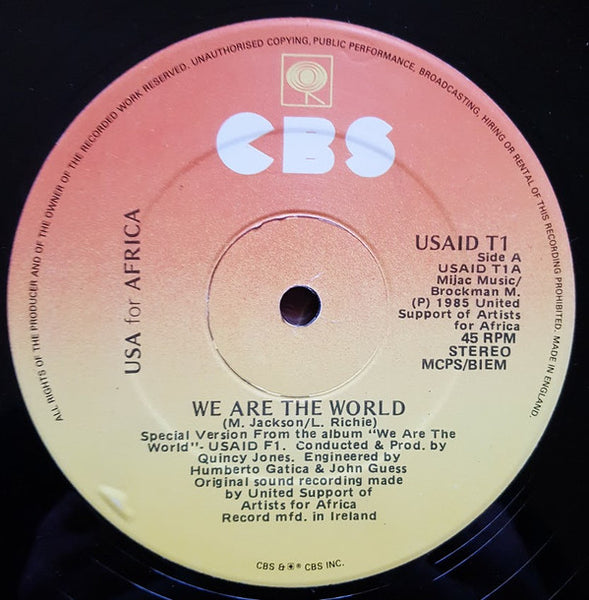 ALL RIGHTS OF THE PRODUCER AND OF THE OWNER OF THE RECORDED WORK RESERVED. UNAUTHORISED COPYING, PUBLIC PERFORMANCE, BROADCASTING, HIRING OR RENTAL OF THIS RECORDING PROHIBITED. MADE IN ENGLAND.
CBS
USA for AFRICA
USAID T1
Side A
USAID T1A
Mijac Music/
Brockman M.
(P) 1985 United
Support of Artists
for Africa
45 RPM
STEREO
MCPS/BIEM
WE ARE THE WORLD
(M. Jackson/L. Richie)
Special Version From the album "We Are The
World"- USAID F1. Conducted & Prod. by
Quincy Jones. Engineered by
Humberto Gatica & John Guess
Original sound recording made
by United Support of
Artists for Africa
Record mfd. in Ireland
CBS & ® CBS INC.